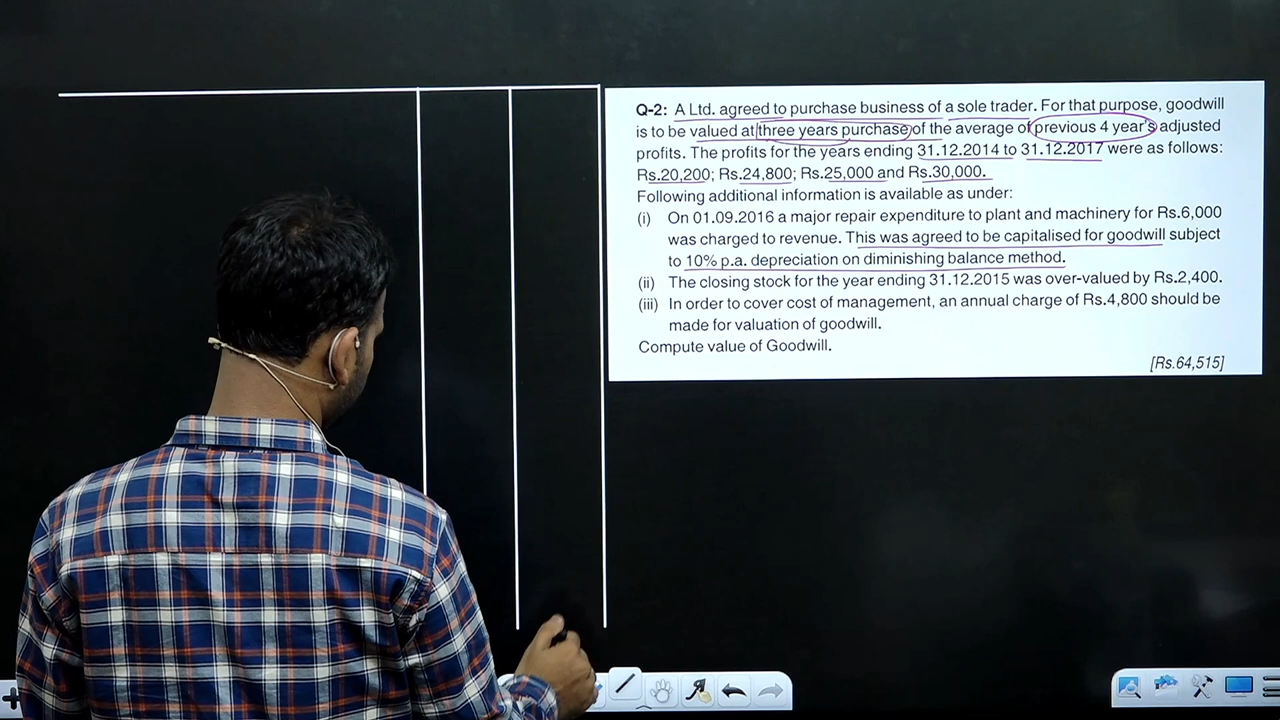 Q-2: A Ltd. agreed to purchase business of a sole trader. For that purpose, goodwill
is to be valued at three years purchase of the average of previous 4 year's adjusted
profits. The profits for the years ending 31.12.2014 to 31.12.2017 were as follows:
Rs.20,200; Rs.24,800; Rs.25,000 and Rs.30,000.
Following additional information is available as under:
(i) On 01.09.2016 a major repair expenditure to plant and machinery for Rs.6,000
was charged to revenue. This was agreed to be capitalised for goodwill subject
to 10% p.a. depreciation on diminishing balance method.
(ii) The closing stock for the year ending 31.12.2015 was over-valued by Rs.2,400.
(iii) In order to cover cost of management, an annual charge of Rs.4,800 should be
made for valuation of goodwill.
Compute value of Goodwill.
[Rs.64,515]